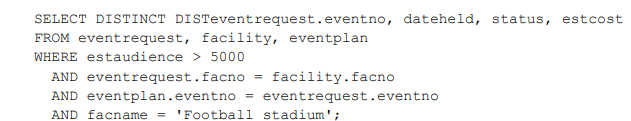 SELECT DISTINCT DISTeventrequest.eventno, dateheld, status, estcost
FROM eventrequest, facility, eventplan
WHERE estaudience > 5000
AND eventrequest.facno = facility.facno
AND eventplan.eventno = eventrequest.eventno
AND facname = 'Football stadium';